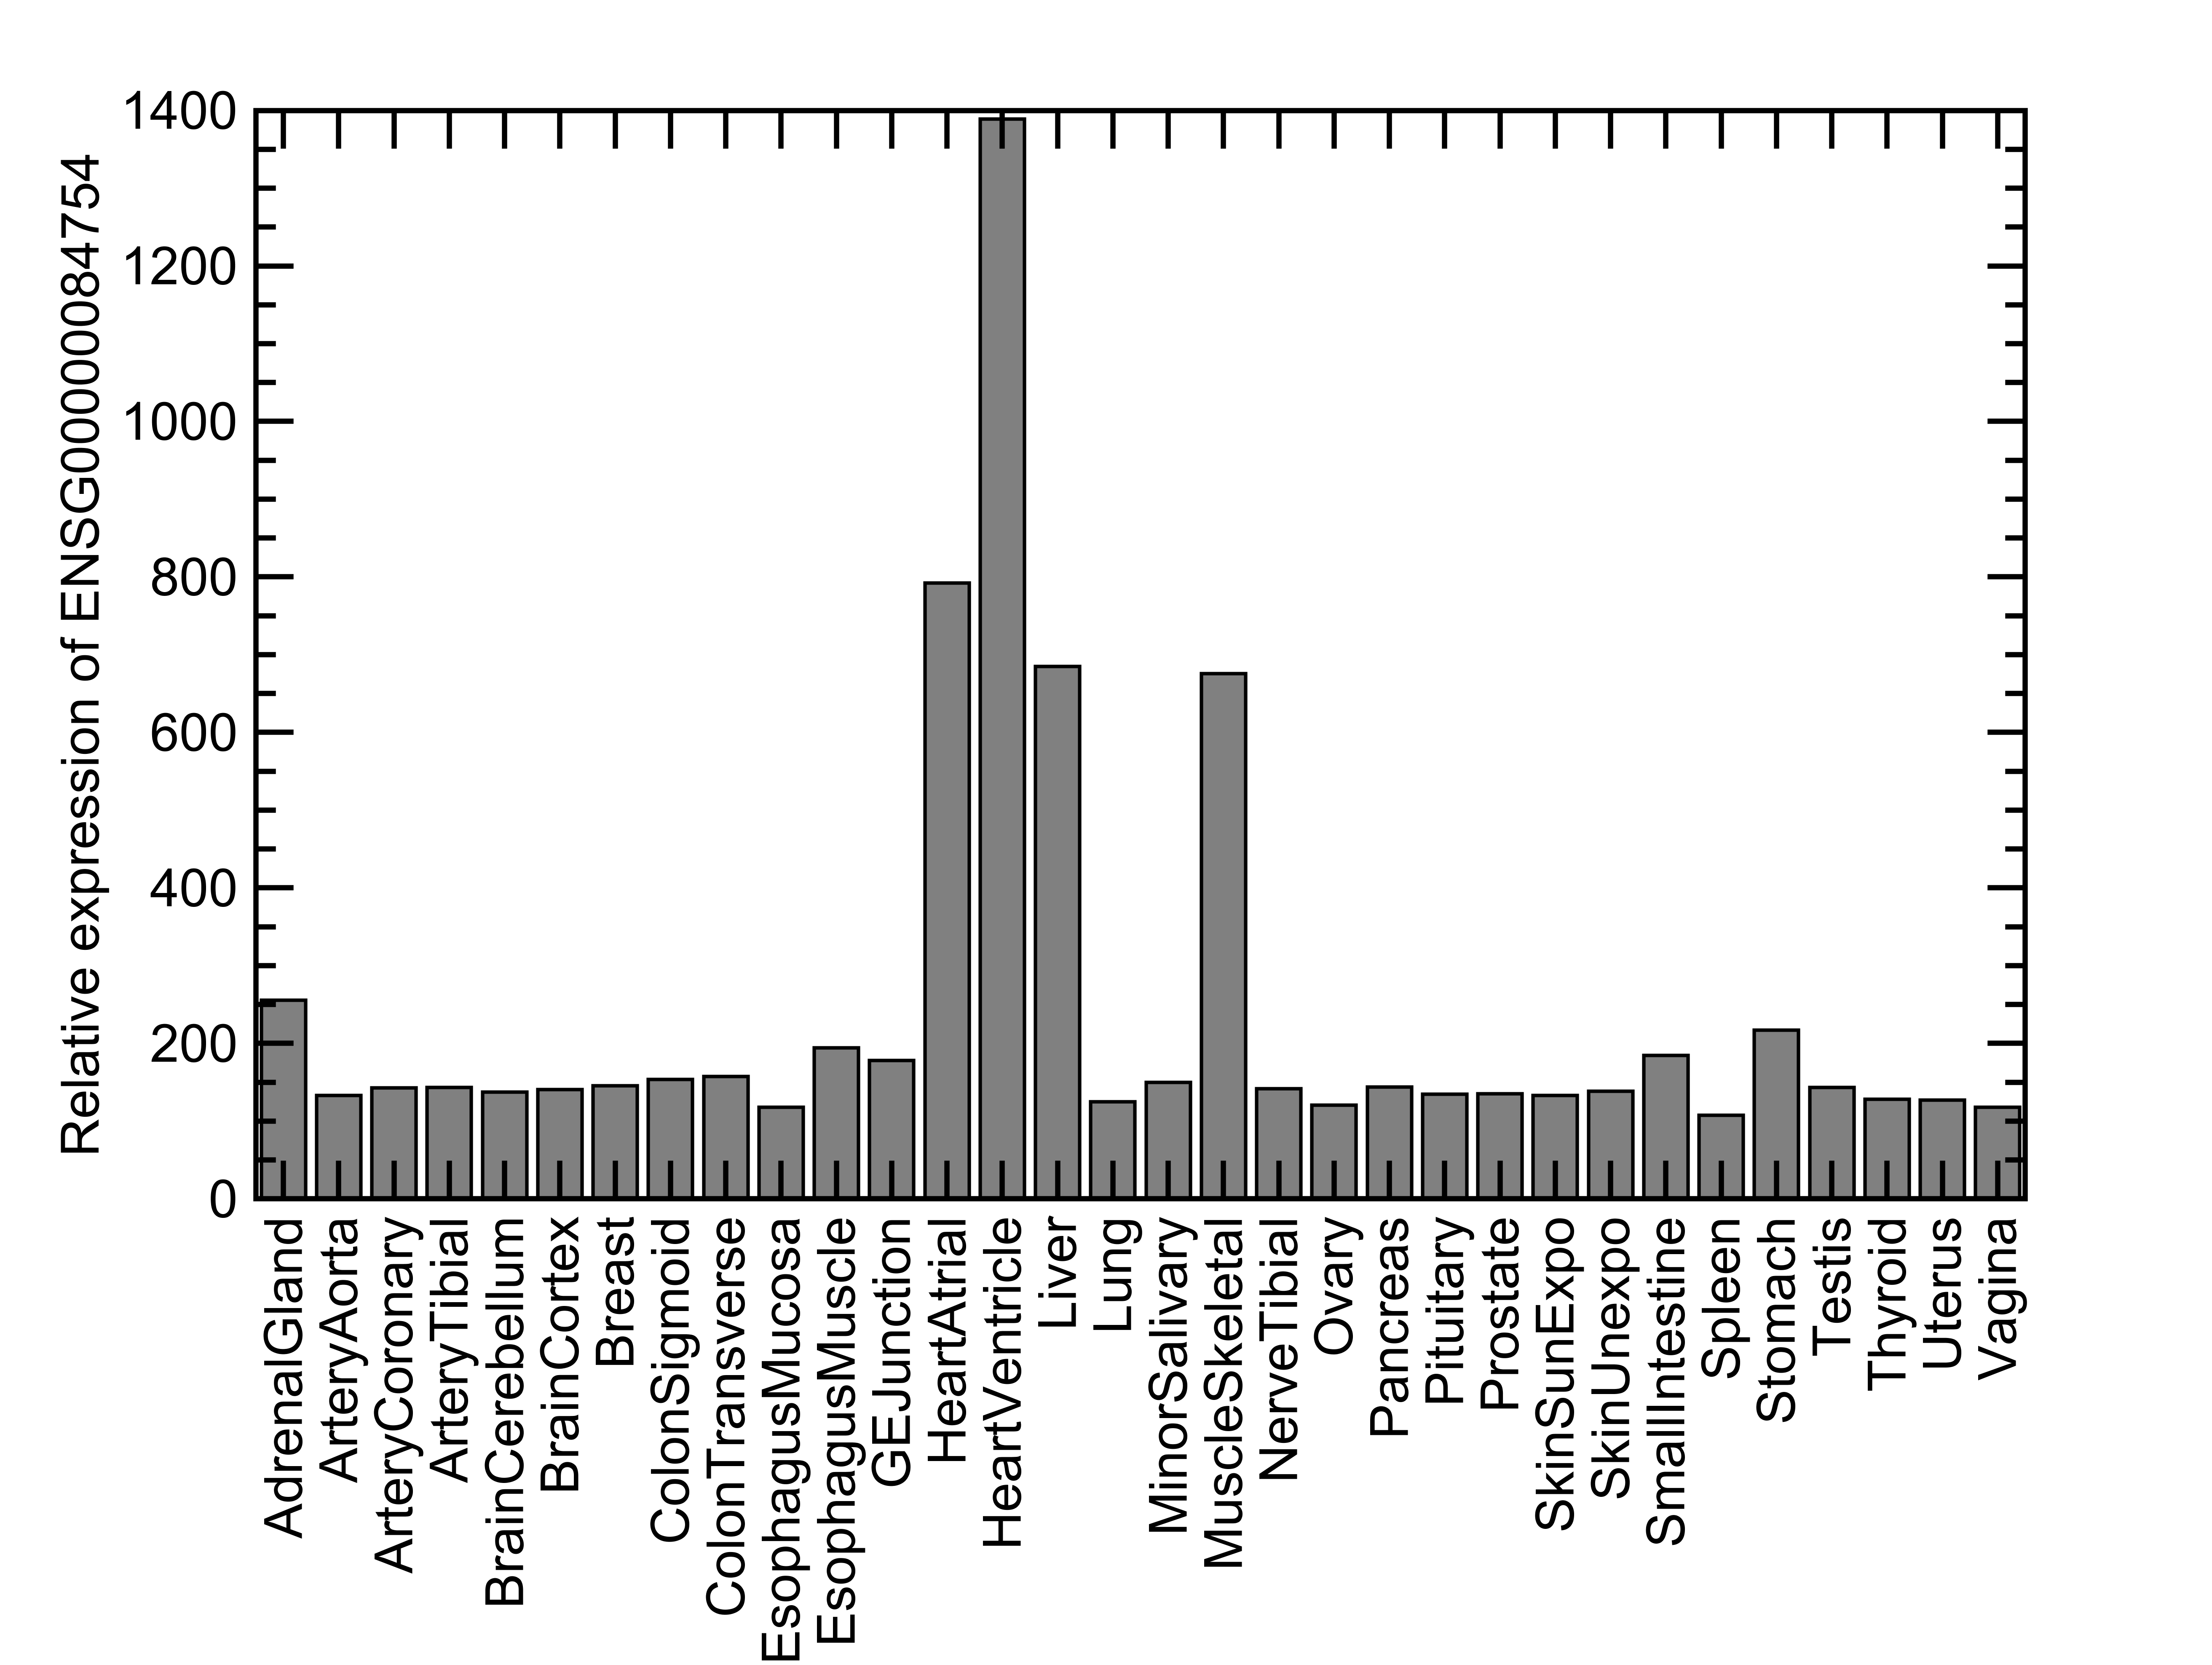 Relative expression of ENSG00000084754
1400
1200
1000
800
600
400
200
0
AdrenalGland
ArteryAorta
ArteryCoronary
ArteryTibial
BrainCerebellum
BrainCortex
Breast
ColonSigmoid
ColonTransverse
EsophagusMucosa
EsophagusMuscle
GEJunction
HeartAtrial
HeartVentricle
Liver
Lung
MinorSalivary
MuscleSkeletal
NerveTibial
Ovary
Pancreas
Pituitary
Prostate
SkinSunExpo
SkinUnexpo
SmallIntestine
Spleen
Stomach
Testis
Thyroid
Uterus
Vagina